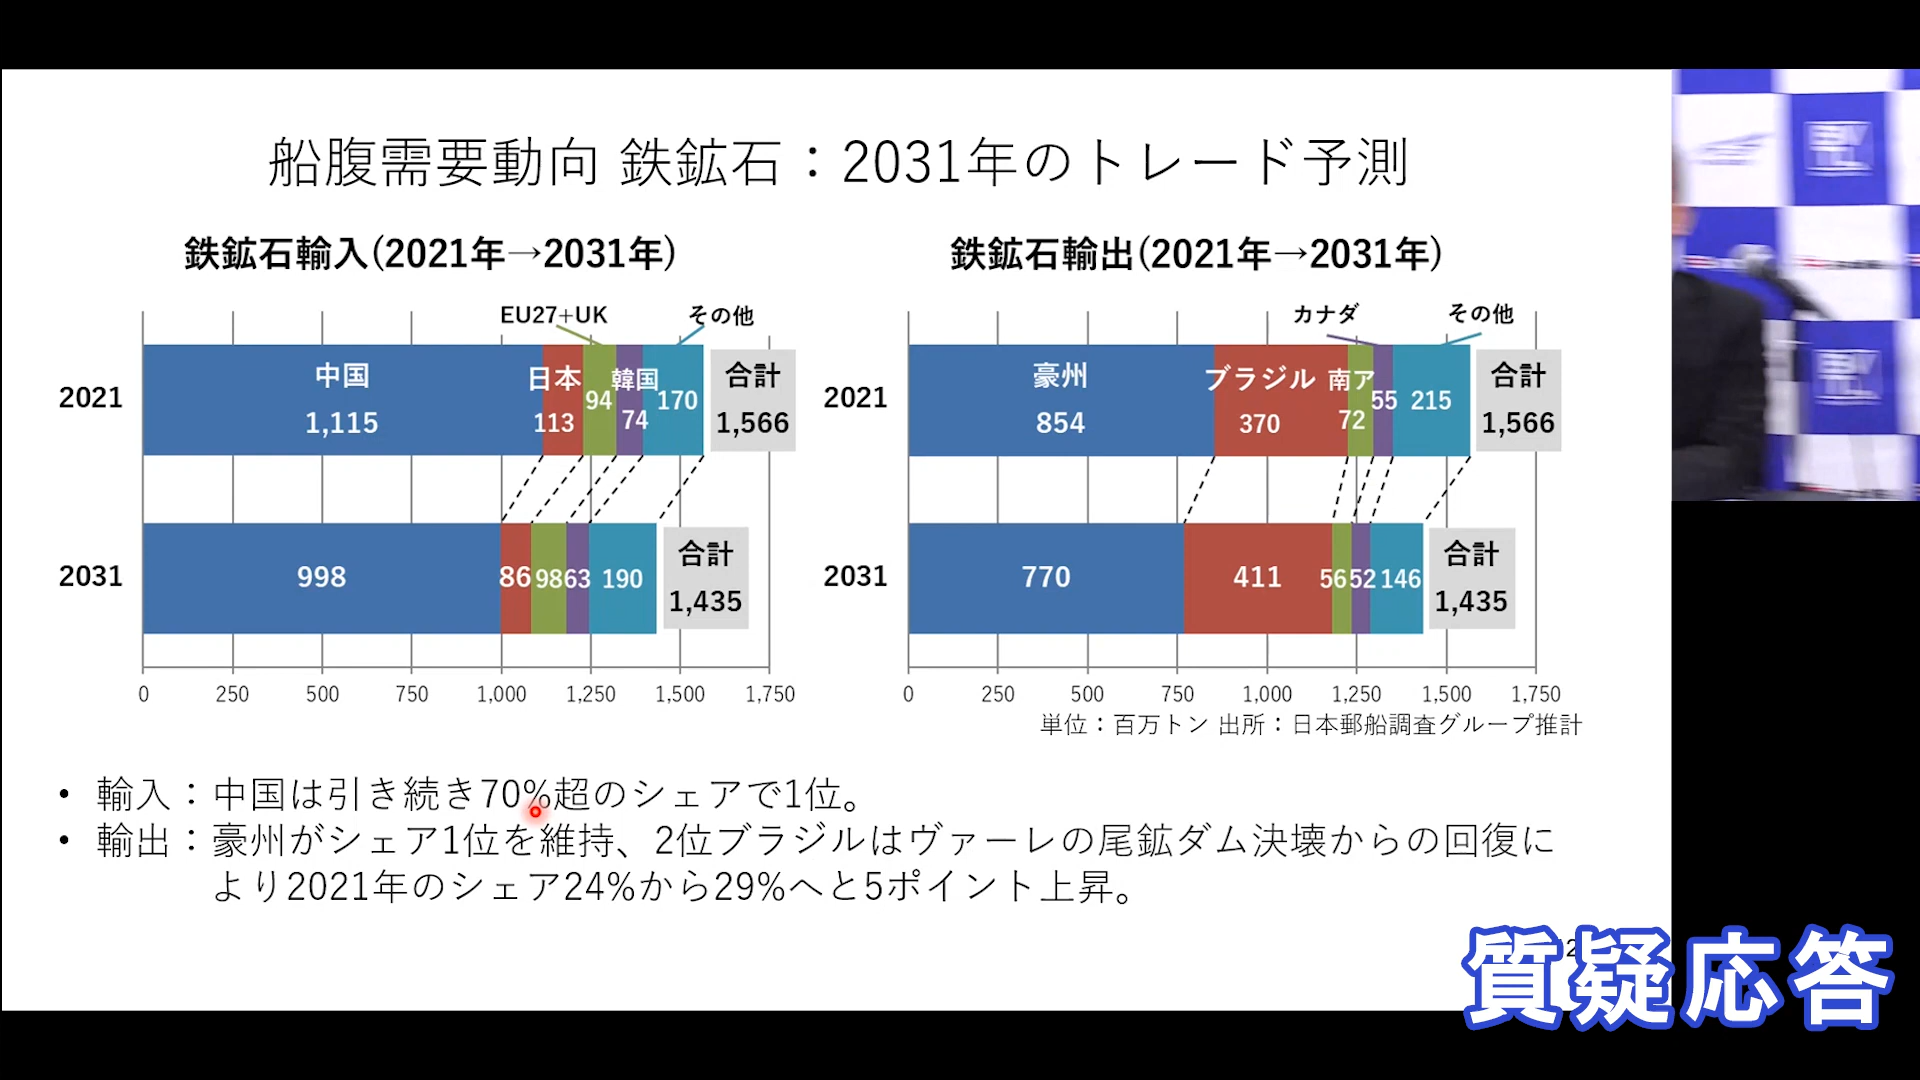 船腹需要動向 鉄鉱石：2031年のトレード予測
鉄鉱石輸入(2021年→2031年)
EU27+UK その他
2021
中国 日本 韓国
1,115 113 94 74 170
合計
1,566
2031
998 86 98 63 190
合計
1,435
0 250 500 750 1,000 1,250 1,500 1,750
鉄鉱石輸出(2021年→2031年)
カナダ その他
2021
豪州 ブラジル 南ア
854 370 72 55 215
合計
1,566
2031
770 411 56 52 146
合計
1,435
0 250 500 750 1,000 1,250 1,500 1,750
単位：百万トン 出所：日本郵船調査グループ推計
• 輸入：中国は引き続き70%超のシェアで1位。
• 輸出：豪州がシェア1位を維持、2位ブラジルはヴァーレの尾鉱ダム決壊からの回復に
より2021年のシェア24%から29%へと5ポイント上昇。
質疑応答